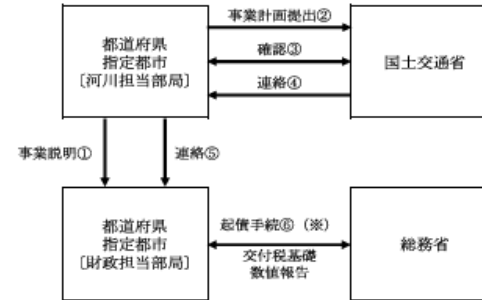 事業計画提出②
都道府県
指定都市
〔河川担当部局〕
確認③
国土交通省
連絡④
事業説明①
連絡⑤
都道府県
指定都市
〔財政担当部局〕
起債手続⑥（※）
総務省
交付税基礎
数値報告